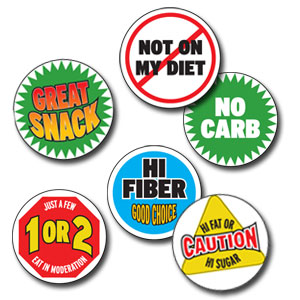 NOT ON
MY DIET
GREAT
SNACK
NO
CARB
HI
FIBER
GOOD CHOICE
JUST A FEW
1 OR 2
EAT IN MODERATION
HI FAT OR
CAUTION
HI SUGAR